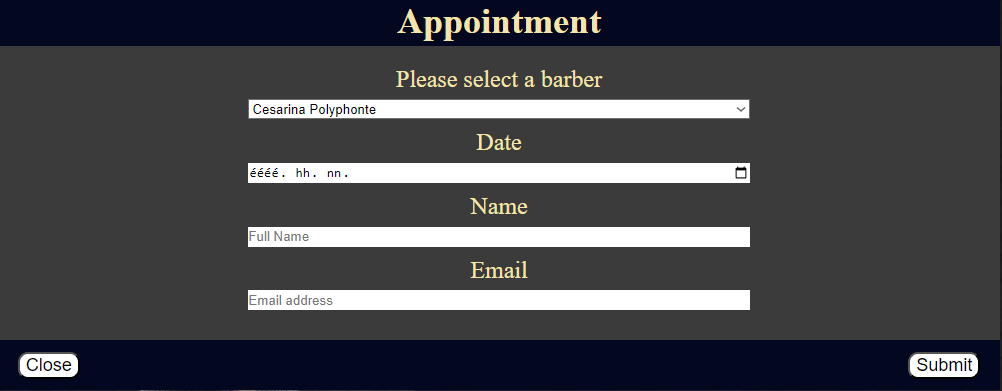 Appointment
Please select a barber
Cesarina Polyphonte
Date
éééé. hh. nn.
Name
Full Name
Email
Email address
Close
Submit